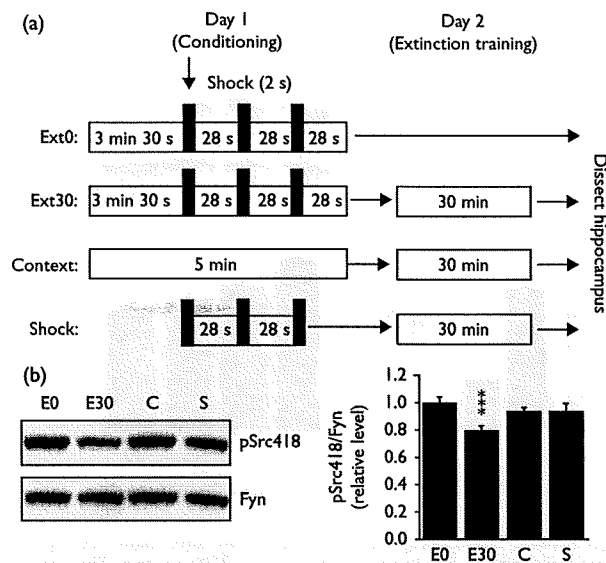 (a)
Day 1
(Conditioning)
Day 2
(Extinction training)
Shock (2 s)
Ext0: 3 min 30 s 28 s 28 s 28 s
Ext30: 3 min 30 s 28 s 28 s 28 s 30 min
Context: 5 min 30 min
Shock: 28 s 28 s 30 min
Dissect hippocampus
(b)
E0 E30 C S
pSrc418
Fyn
pSrc418/Fyn
(relative level)
1.2
1.0
0.8
0.6
0.4
0.2
0.0
***
E0 E30 C S